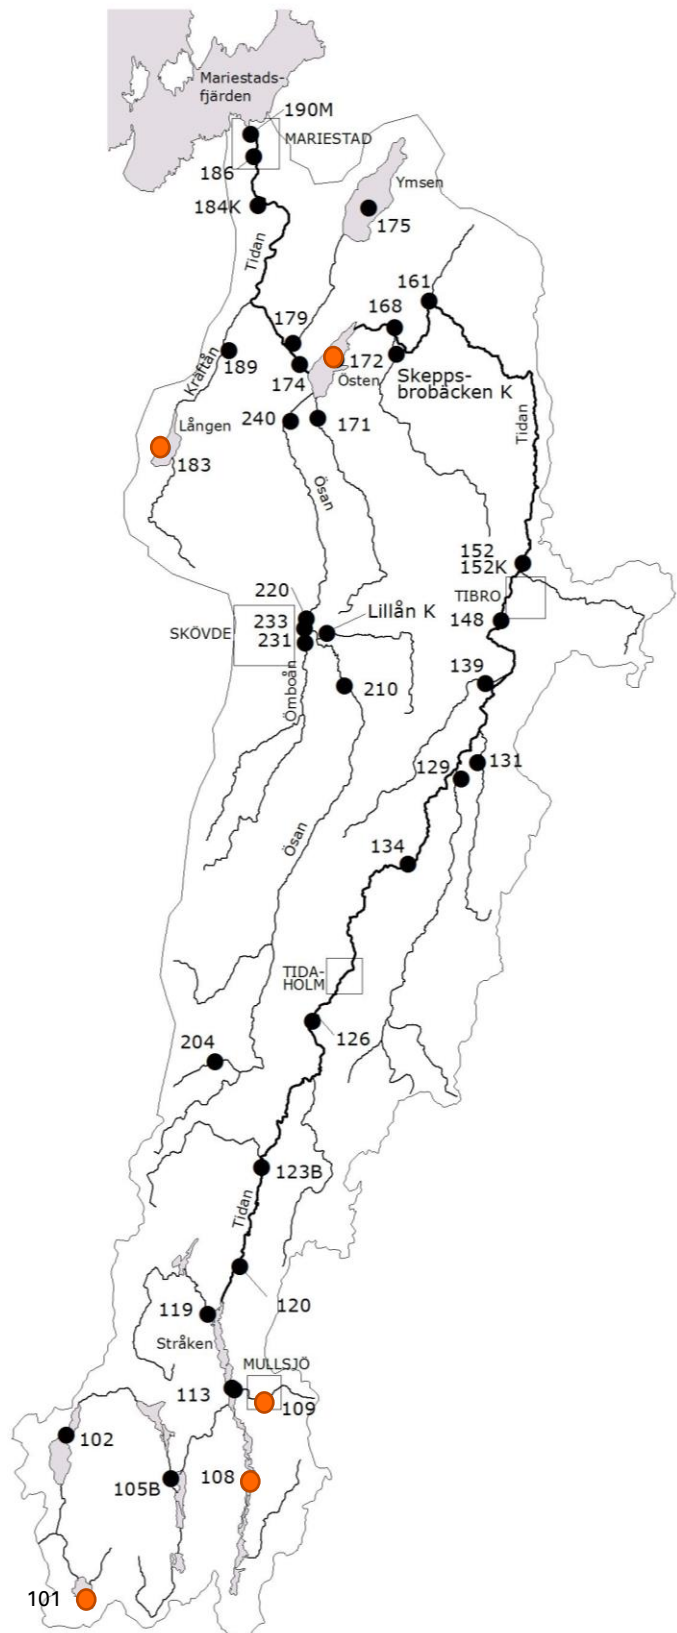 Mariestads-
fjärden
190M
MARIESTAD
186
Ymsen
184K
175
Tidan
161
168
179
172
189
174
Östen
Skepps-
brobäcken K
Kräftån
Tidan
Lången
240
171
183
Ösan
152
152K
220
TIBRO
Lillån K
233
SKÖVDE
148
231
139
Ömboån
210
131
129
Ösan
134
TIDA-
HOLM
126
204
123B
Tidan
120
119
Stråken
MULLSJÖ
113
109
102
108
105B
101